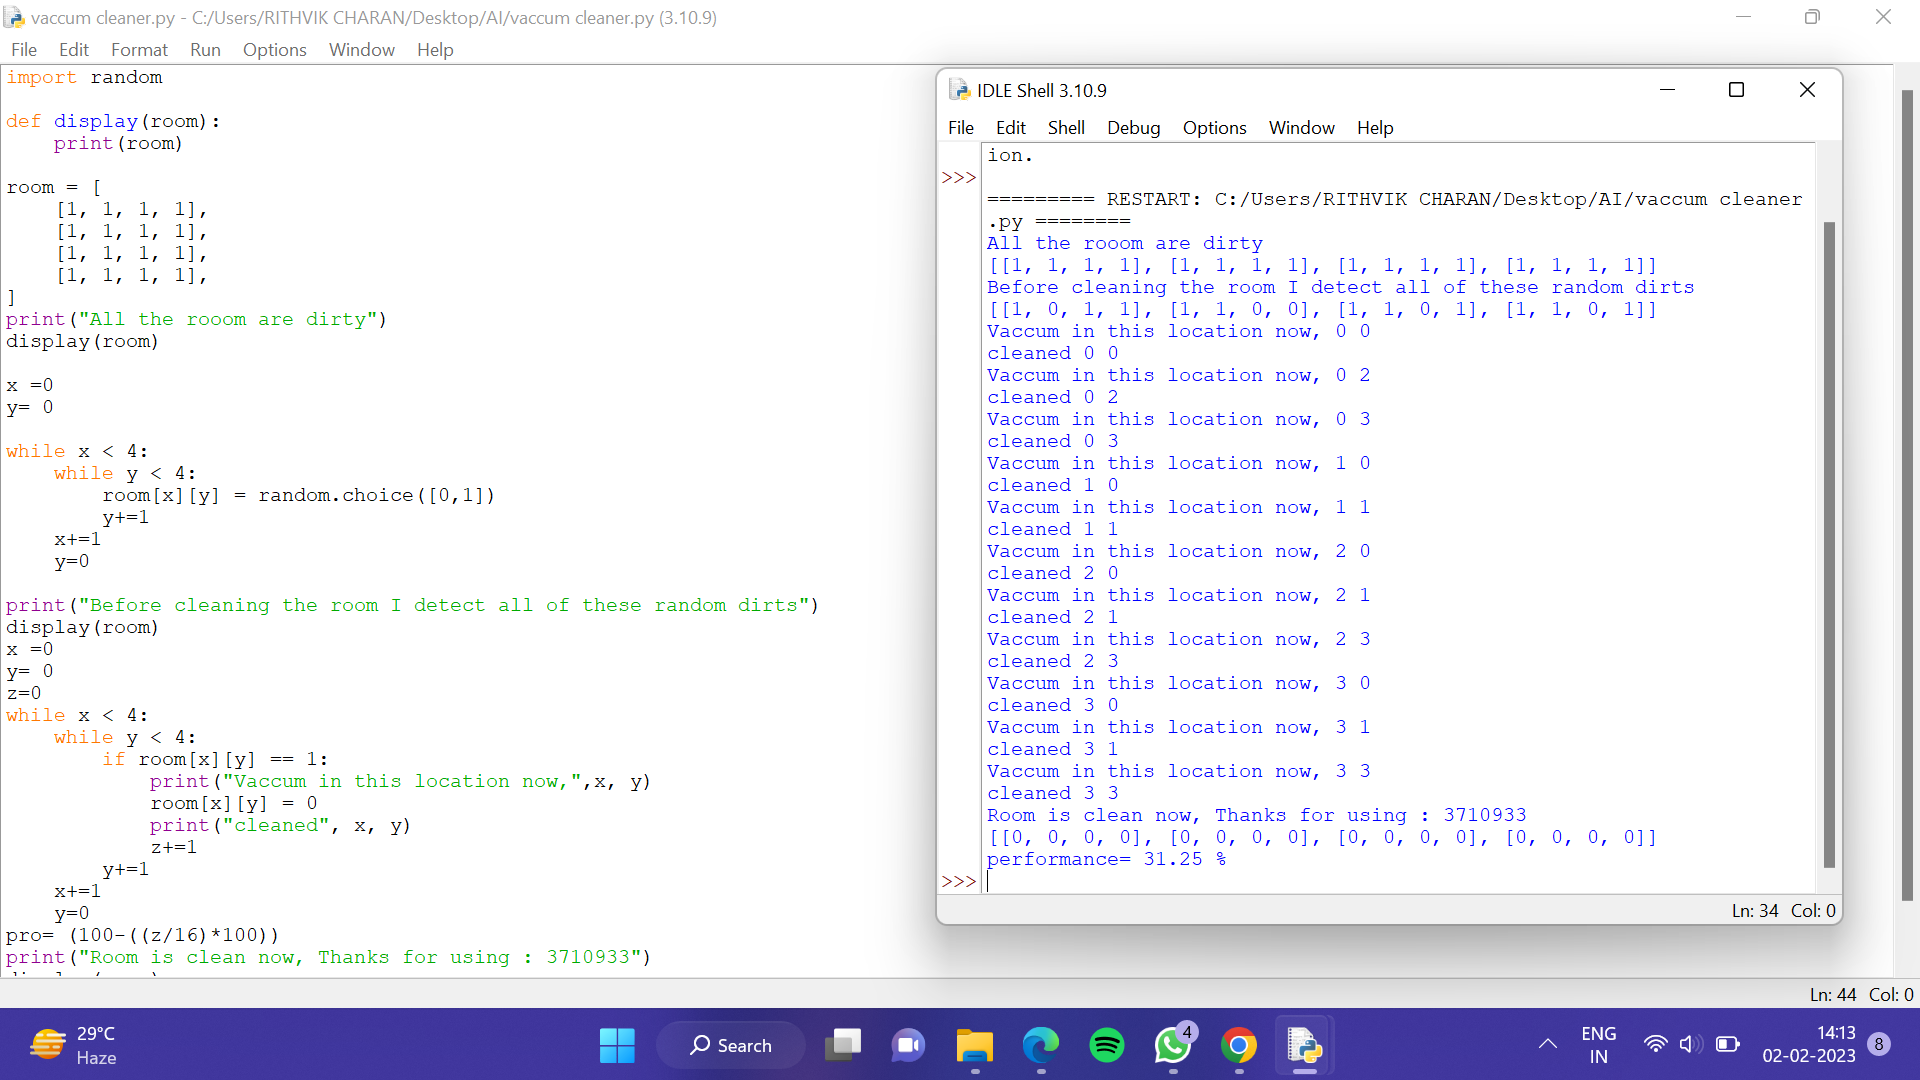 vaccum cleaner.py - C:/Users/RITHVIK CHARAN/Desktop/AI/vaccum cleaner.py (3.10.9)
File Edit Format Run Options Window Help
import random

def display(room):
    print(room)

room = [
    [1, 1, 1, 1],
    [1, 1, 1, 1],
    [1, 1, 1, 1],
    [1, 1, 1, 1],
]
print("All the rooom are dirty")
display(room)

x =0
y= 0

while x < 4:
    while y < 4:
        room[x][y] = random.choice([0,1])
        y+=1
    x+=1
    y=0

print("Before cleaning the room I detect all of these random dirts")
display(room)
x =0
y= 0
z=0
while x < 4:
    while y < 4:
        if room[x][y] == 1:
            print("Vaccum in this location now,",x, y)
            room[x][y] = 0
            print("cleaned", x, y)
            z+=1
        y+=1
    x+=1
    y=0
pro= (100-((z/16)*100))
print("Room is clean now, Thanks for using : 3710933")
Ln: 44 Col: 0
IDLE Shell 3.10.9
File Edit Shell Debug Options Window Help
ion.
>>>
========= RESTART: C:/Users/RITHVIK CHARAN/Desktop/AI/vaccum cleaner
.py ========
All the rooom are dirty
[[1, 1, 1, 1], [1, 1, 1, 1], [1, 1, 1, 1], [1, 1, 1, 1]]
Before cleaning the room I detect all of these random dirts
[[1, 0, 1, 1], [1, 1, 0, 0], [1, 1, 0, 1], [1, 1, 0, 1]]
Vaccum in this location now, 0 0
cleaned 0 0
Vaccum in this location now, 0 2
cleaned 0 2
Vaccum in this location now, 0 3
cleaned 0 3
Vaccum in this location now, 1 0
cleaned 1 0
Vaccum in this location now, 1 1
cleaned 1 1
Vaccum in this location now, 2 0
cleaned 2 0
Vaccum in this location now, 2 1
cleaned 2 1
Vaccum in this location now, 2 3
cleaned 2 3
Vaccum in this location now, 3 0
cleaned 3 0
Vaccum in this location now, 3 1
cleaned 3 1
Vaccum in this location now, 3 3
cleaned 3 3
Room is clean now, Thanks for using : 3710933
[[0, 0, 0, 0], [0, 0, 0, 0], [0, 0, 0, 0], [0, 0, 0, 0]]
performance= 31.25 %
>>>
Ln: 34 Col: 0
29°C
Haze
Search
4
ENG
IN
14:13
02-02-2023
8